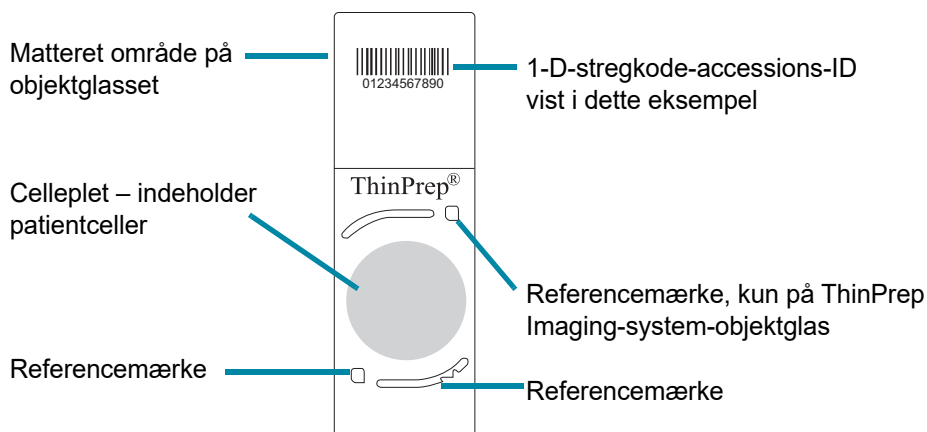 Matteret område på
objektglasset
01234567890
1-D-stregkode-accessions-ID
vist i dette eksempel
ThinPrep®
Celleplet – indeholder
patientceller
Referencemærke, kun på ThinPrep
Imaging-system-objektglas
Referencemærke
Referencemærke